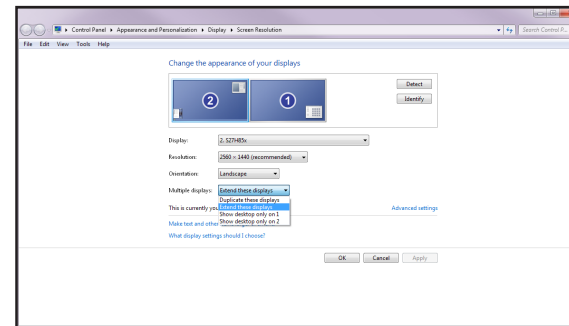 Control Panel ▸ Appearance and Personalization ▸ Display ▸ Screen Resolution
Search Control P...
File Edit View Tools Help
Change the appearance of your displays
2
1
Detect
Identify
Display: 2. S27H85x
Resolution: 2560 × 1440 (recommended)
Orientation: Landscape
Multiple displays: Extend these displays
Duplicate these displays
This is currently you
Extend these displays
Advanced settings
Show desktop only on 1
Make text and other
Show desktop only on 2
What display settings should I choose?
OK Cancel Apply